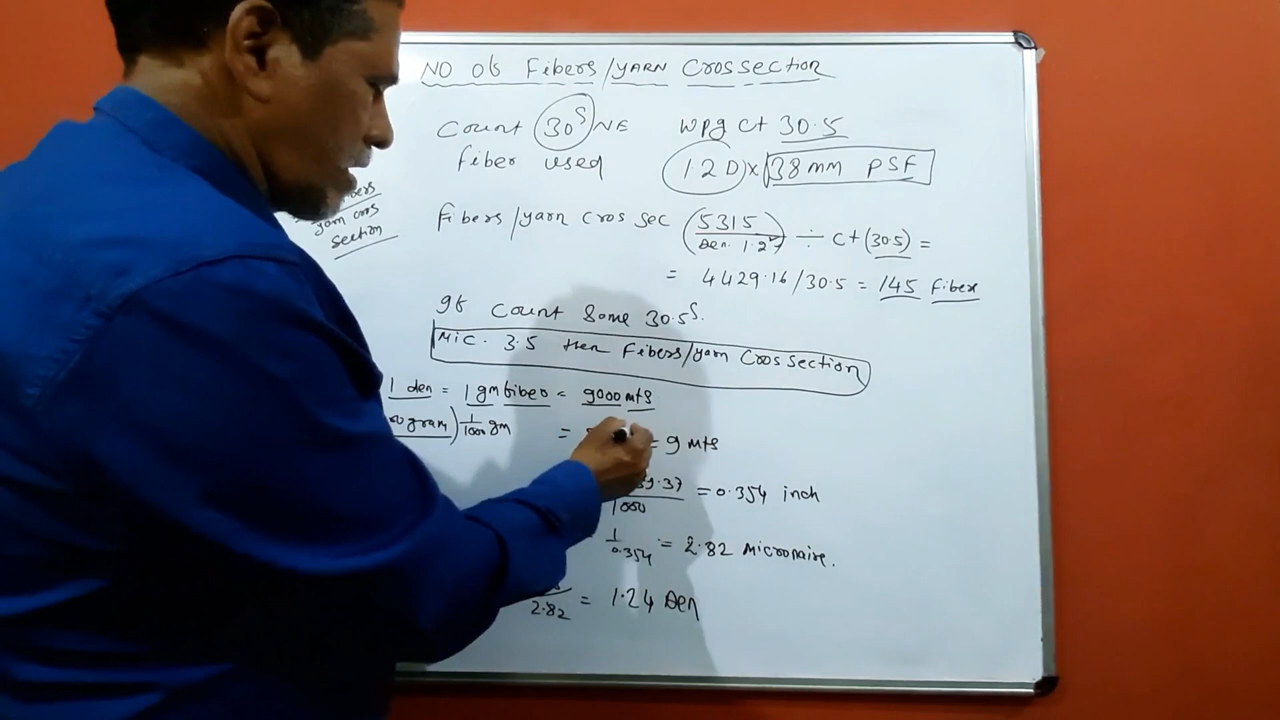 NO Of Fibers/YARN Crossection
Count 30s NE wpg ct 30.5
fiber used 1.2 D x 38 mm PSF
yarn cros
section
Fibers/yarn cros sec (5315 / Den. 1.2) ÷ ct (30.5) =
= 4429.16/30.5 = 145 Fiber
If Count Same 30.5s.
Mic. 3.5 then Fibers/yarn Crossection
1 den = 1 gm fiber = 9000 mts
gram) 1/1000 gm = = 9 mts
39.37 / 1000 = 0.354 inch
1 / 0.354 = 2.82 Micronaire.
2.82 = 1.24 Den